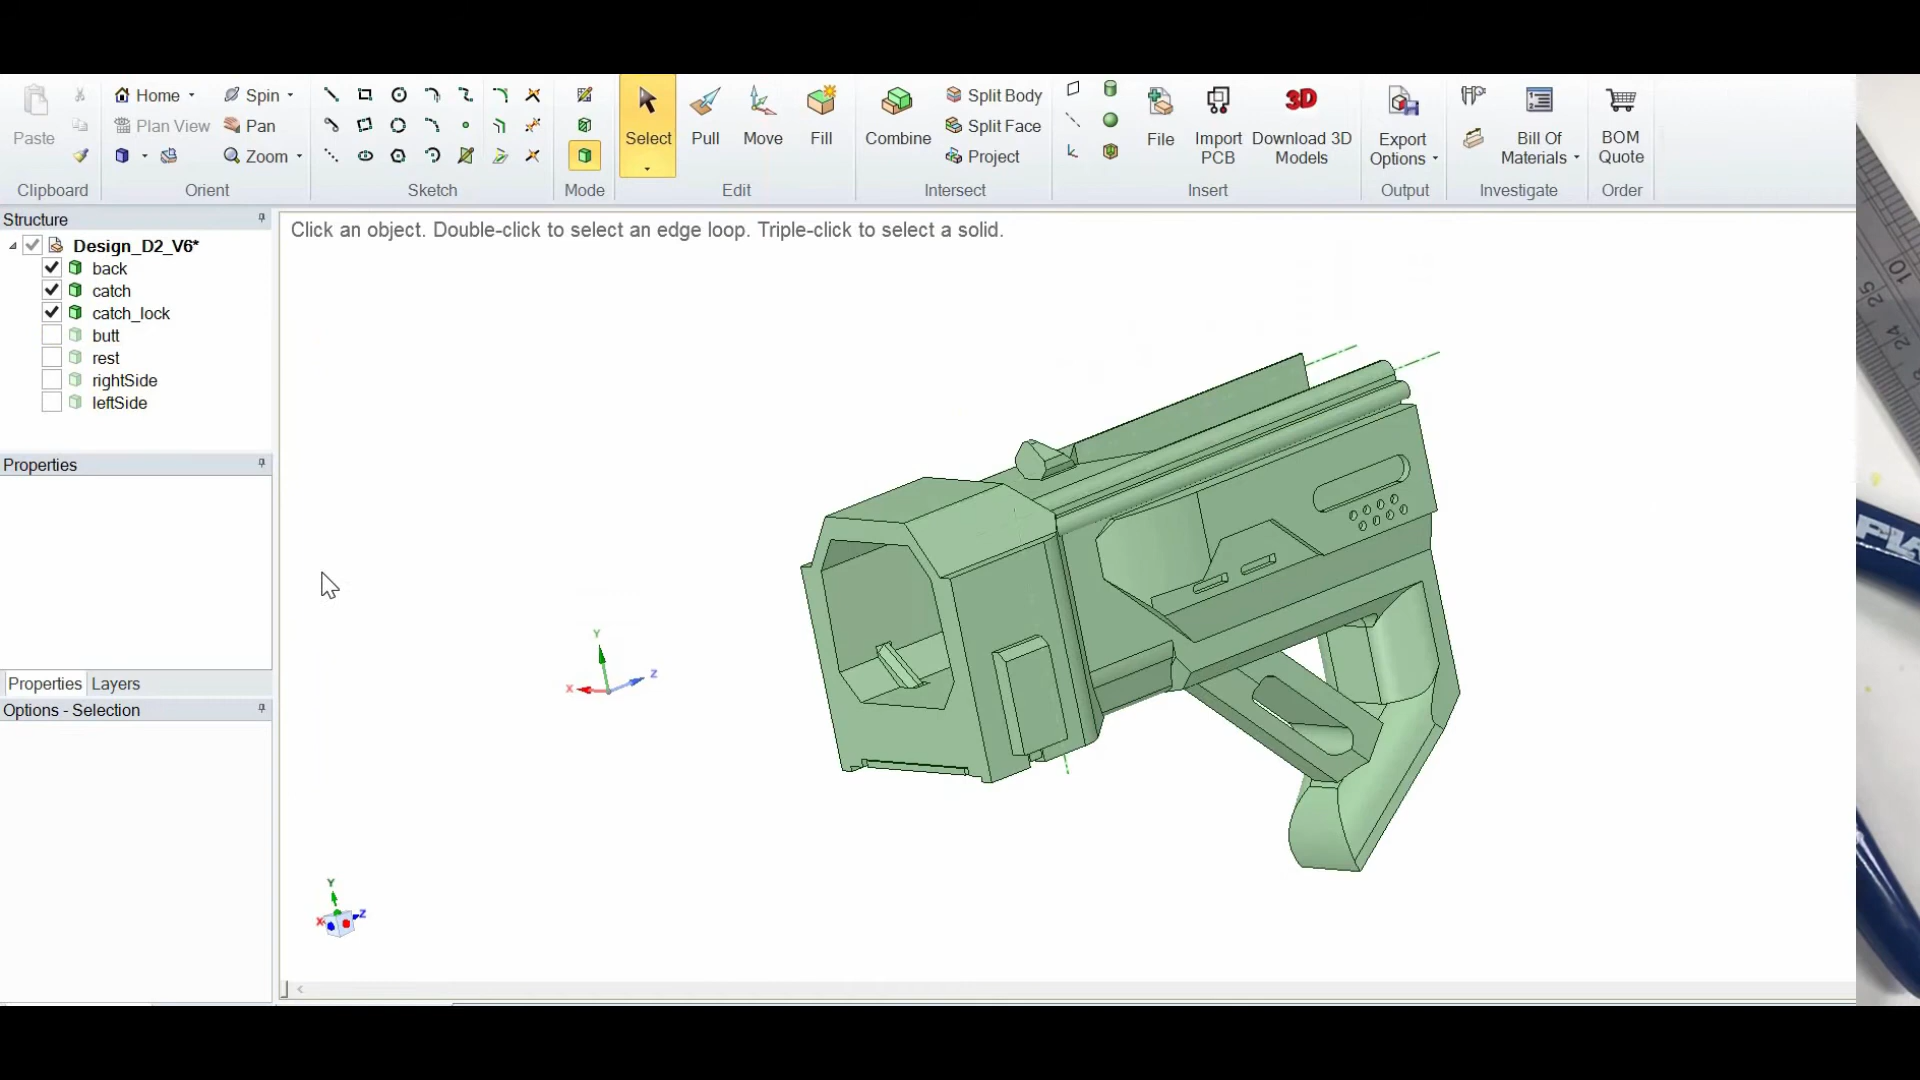 Paste
Clipboard
Home
Plan View
Spin
Pan
Zoom
Orient
Sketch
Mode
Select
Pull
Move
Fill
Edit
Combine
Split Body
Split Face
Project
Intersect
File
Import PCB
3D
Download 3D Models
Insert
Export Options
Output
Bill Of Materials
Investigate
BOM Quote
Order
Structure
Design_D2_V6*
back
catch
catch_lock
butt
rest
rightSide
leftSide
Properties
Properties Layers
Options - Selection
Click an object. Double-click to select an edge loop. Triple-click to select a solid.
Y
X
Z
Y
X
Z
10
25
24